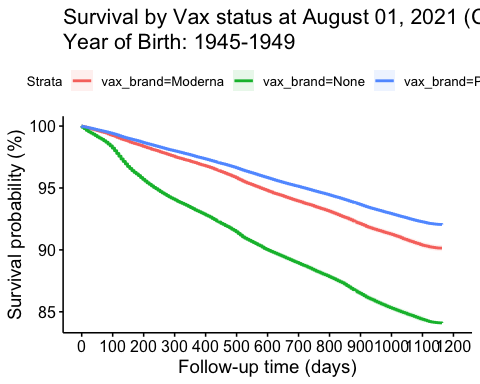 Survival by Vax status at August 01, 2021 (
Year of Birth: 1945-1949
Strata vax_brand=Moderna vax_brand=None vax_brand=
Survival probability (%)
100
95
90
85
0 100 200 300 400 500 600 700 800 900 1000 1100 1200
Follow-up time (days)